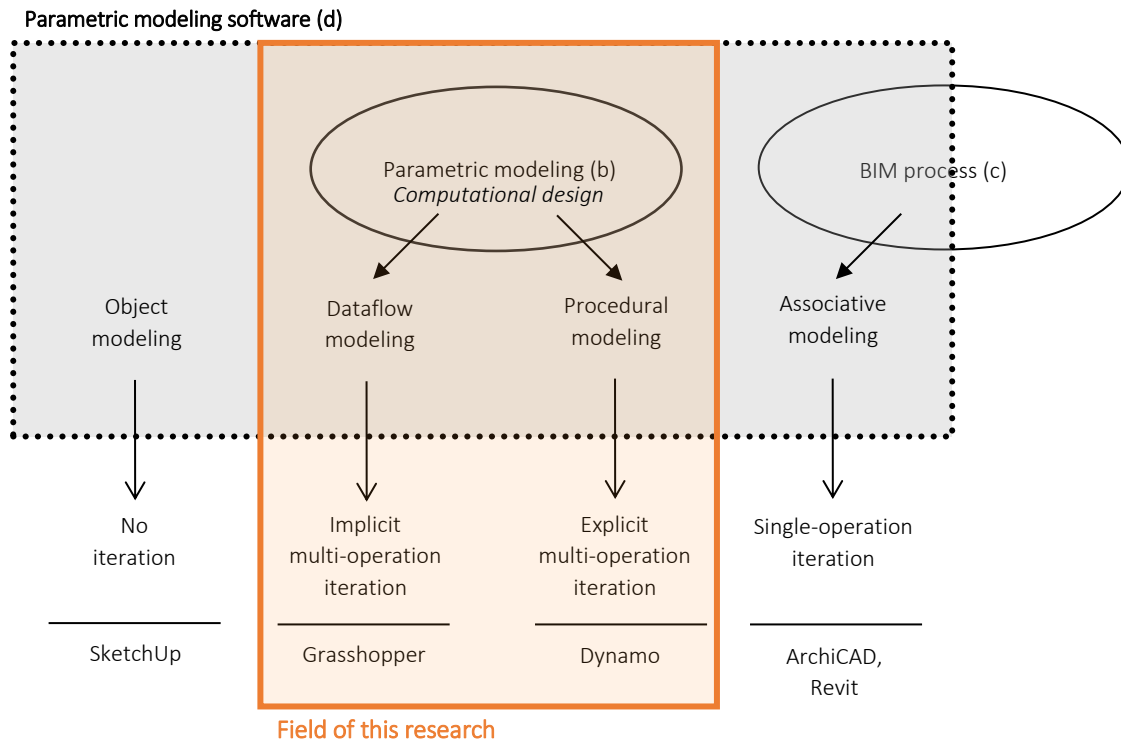 Parametric modeling software (d)
Parametric modeling (b)
Computational design
BIM process (c)
Object
modeling
Dataflow
modeling
Procedural
modeling
Associative
modeling
No
iteration
Implicit
multi-operation
iteration
Explicit
multi-operation
iteration
Single-operation
iteration
SketchUp
Grasshopper
Dynamo
ArchiCAD,
Revit
Field of this research